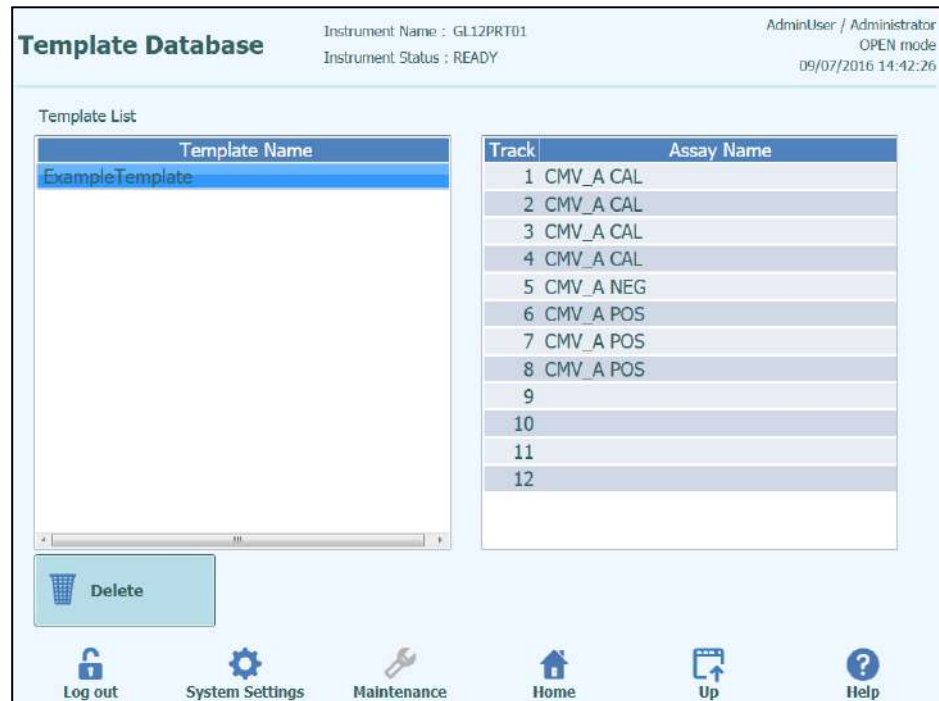 Template Database
Instrument Name : GL12PRT01
Instrument Status : READY
AdminUser / Administrator
OPEN mode
09/07/2016 14:42:26
Template List
Template Name
ExampleTemplate
Track Assay Name
1 CMV_A CAL
2 CMV_A CAL
3 CMV_A CAL
4 CMV_A CAL
5 CMV_A NEG
6 CMV_A POS
7 CMV_A POS
8 CMV_A POS
9
10
11
12
Delete
Log out System Settings Maintenance Home Up Help